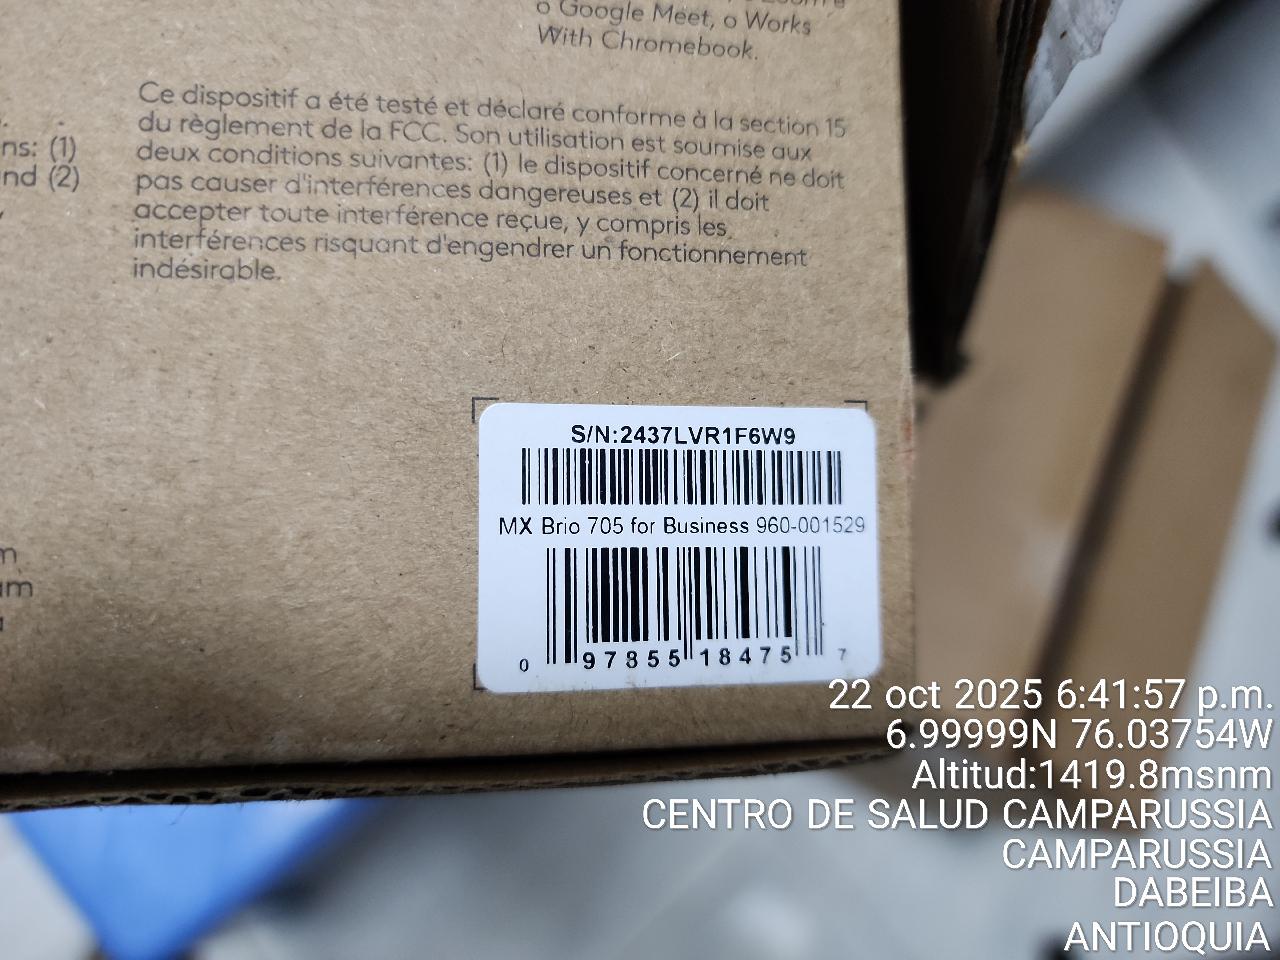 o Google Meet, o Works
With Chromebook.
Ce dispositif a été testé et déclaré conforme à la section 15
du règlement de la FCC. Son utilisation est soumise aux
deux conditions suivantes: (1) le dispositif concerné ne doit
pas causer d'interférences dangereuses et (2) il doit
accepter toute interférence reçue, y compris les
interférences risquant d'engendrer un fonctionnement
indésirable.
ns: (1)
nd (2)
S/N:2437LVR1F6W9
MX Brio 705 for Business 960-001529
0 97855 18475 7
22 oct 2025 6:41:57 p.m.
6.99999N 76.03754W
Altitud:1419.8msnm
CENTRO DE SALUD CAMPARUSSIA
CAMPARUSSIA
DABEIBA
ANTIOQUIA